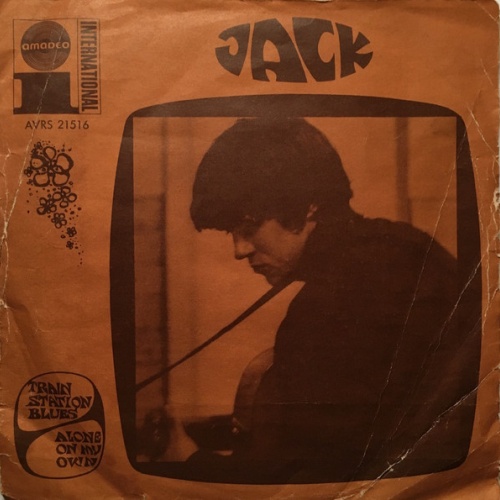 amadeo
INTERNATIONAL
i
AVRS 21516
JACK
TRAIN
STATION
BLUES
ALONE
ON MY
OWN